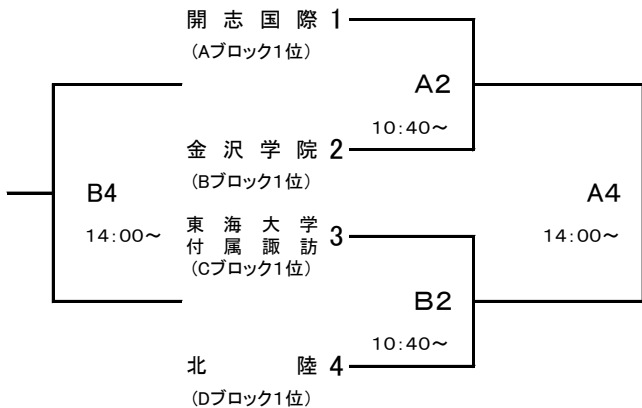 開志国際 1
(Aブロック1位)
A2
10:40～
金沢学院 2
(Bブロック1位)
B4
14:00～
A4
14:00～
東海大学
付属諏訪 3
(Cブロック1位)
B2
10:40～
北陸 4
(Dブロック1位)